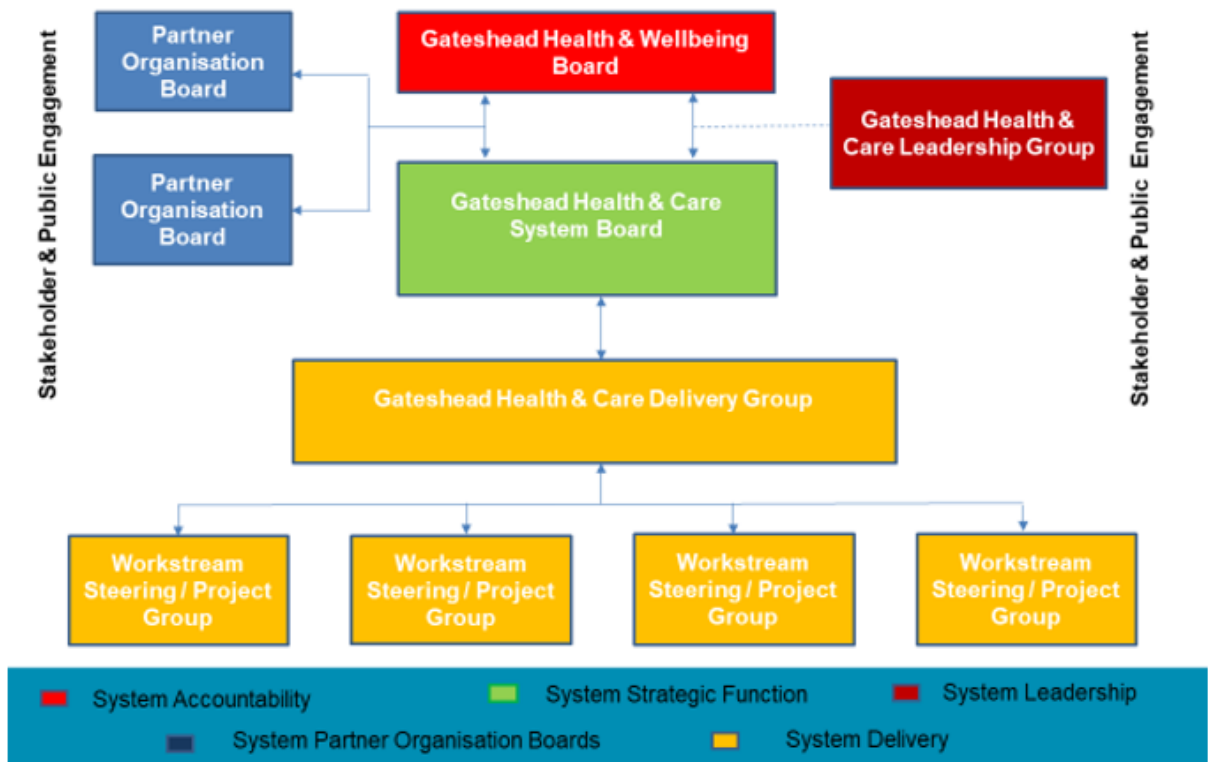 Stakeholder & Public Engagement
Partner
Organisation
Board
Gateshead Health & Wellbeing
Board
Gateshead Health &
Care Leadership Group
Stakeholder & Public Engagement
Partner
Organisation
Board
Gateshead Health & Care
System Board
Gateshead Health & Care Delivery Group
Workstream
Steering / Project
Group
Workstream
Steering / Project
Group
Workstream
Steering / Project
Group
Workstream
Steering / Project
Group
System Accountability
System Strategic Function
System Leadership
System Partner Organisation Boards
System Delivery